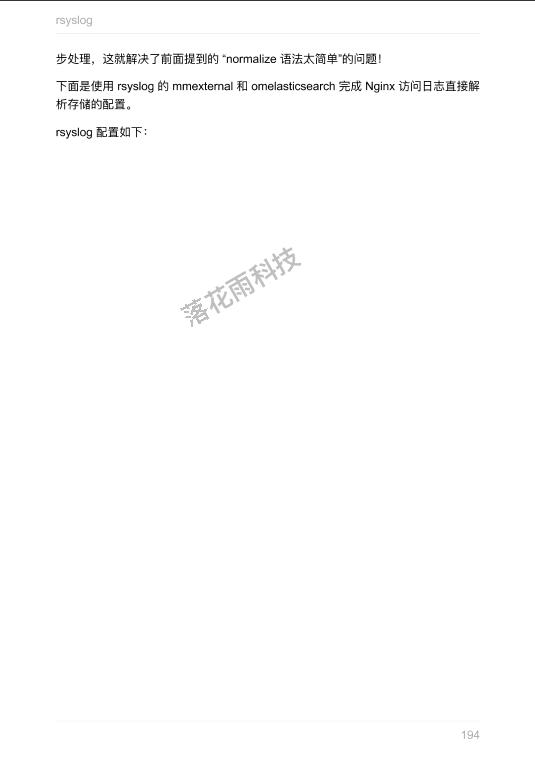 rsyslog
步处理，这就解决了前面提到的 “normalize 语法太简单”的问题！
下面是使用 rsyslog 的 mmexternal 和 omelasticsearch 完成 Nginx 访问日志直接解
析存储的配置。
rsyslog 配置如下：
落花雨科技
194